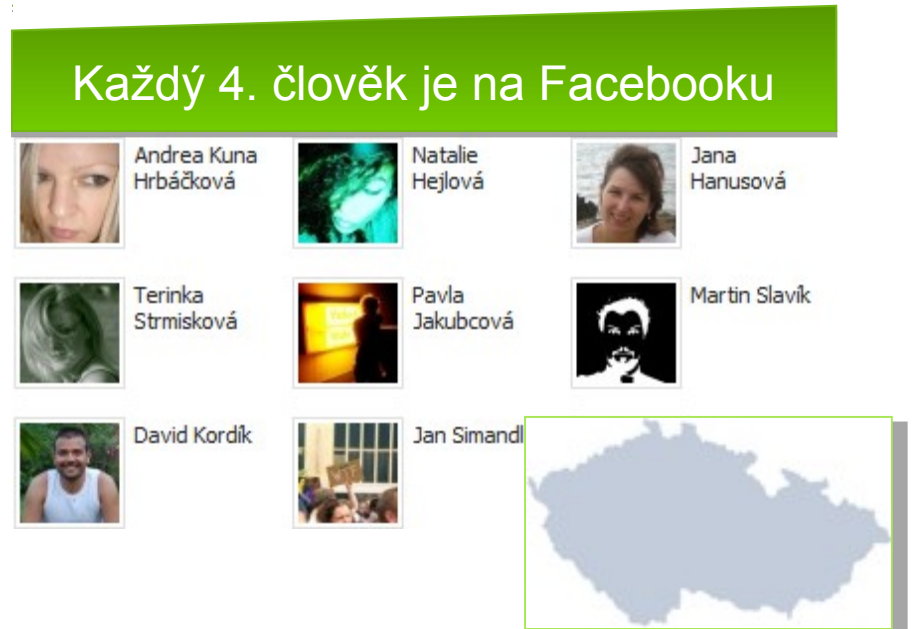 Každý 4. člověk je na Facebooku
Andrea Kuna
Hrbáčková
Natalie
Hejlová
Jana
Hanusová
Terinka
Strmisková
Pavla
Jakubcová
Martin Slavík
David Kordík
Jan Simandl